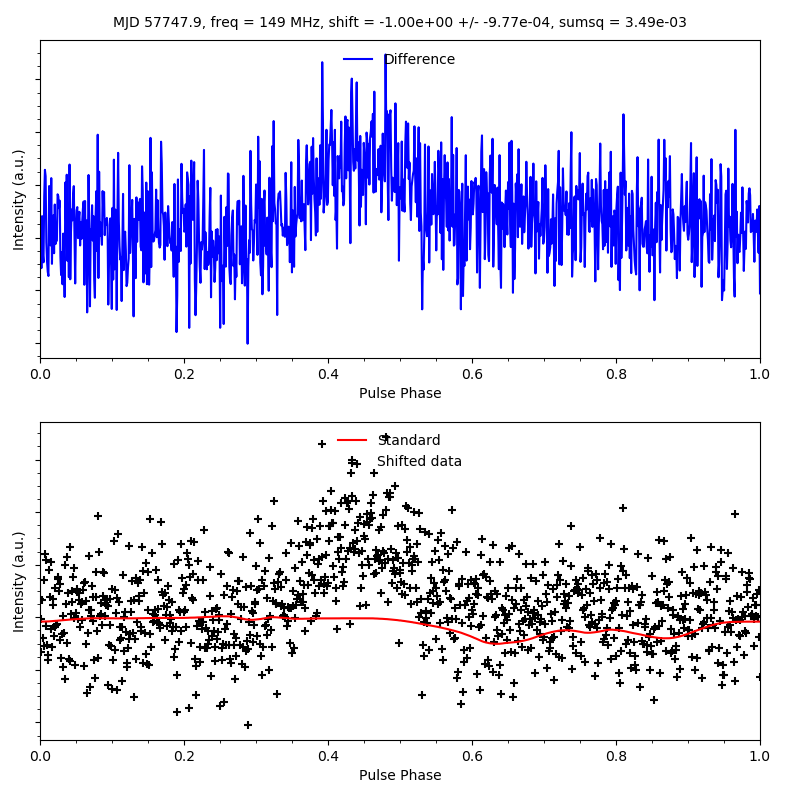 MJD 57747.9, freq = 149 MHz, shift = -1.00e+00 +/- -9.77e-04, sumsq = 3.49e-03
Difference
Intensity (a.u.)
0.0 0.2 0.4 0.6 0.8 1.0
Pulse Phase
Standard
Shifted data
Intensity (a.u.)
0.0 0.2 0.4 0.6 0.8 1.0
Pulse Phase